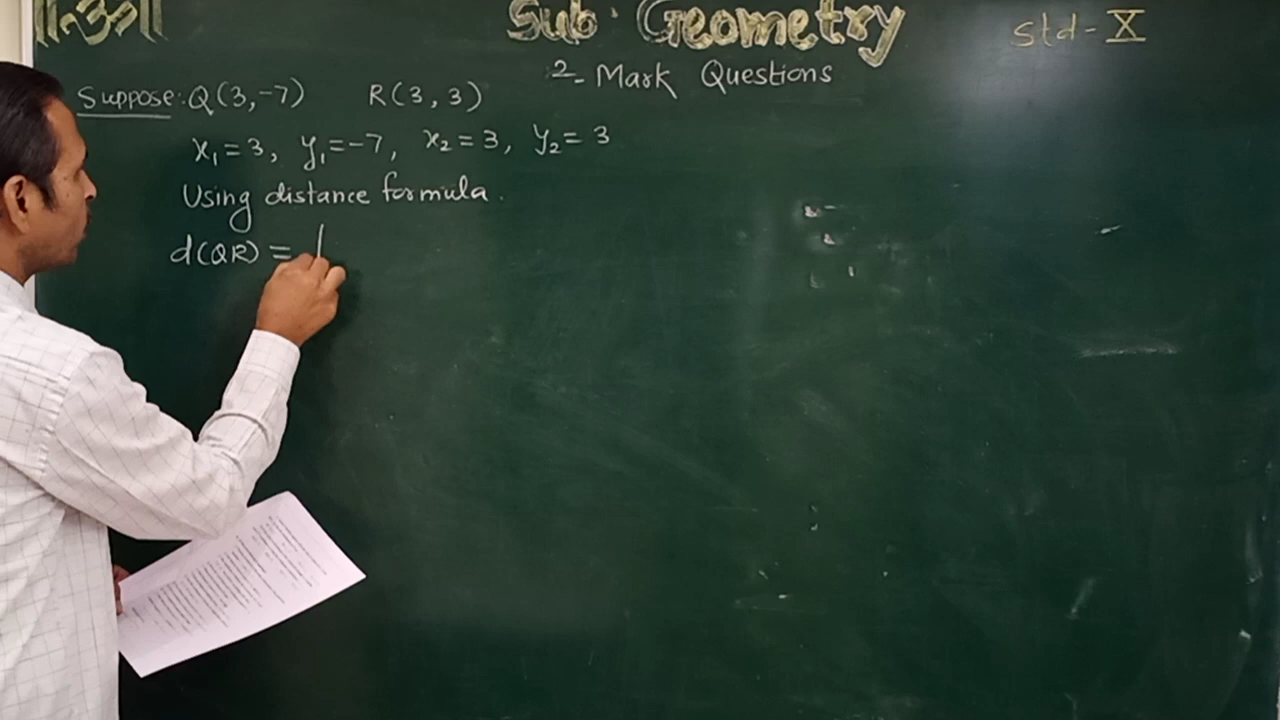 Sub · Geometry
std - X
2 - Mark Questions
Suppose : Q(3,-7) R(3,3)
x₁ = 3, y₁ = -7, x₂ = 3, y₂ = 3
Using distance formula.
d(QR) =